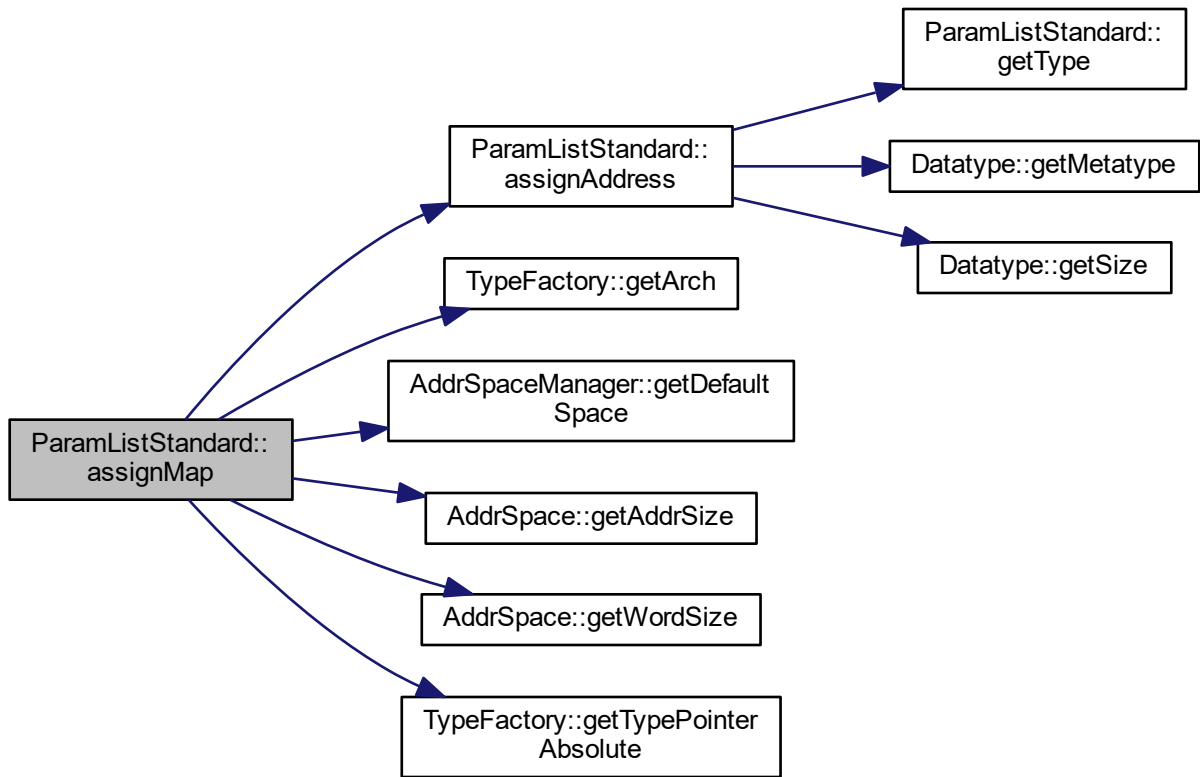 ParamListStandard::
getType
ParamListStandard::
assignAddress
Datatype::getMetatype
Datatype::getSize
TypeFactory::getArch
AddrSpaceManager::getDefault
Space
ParamListStandard::
assignMap
AddrSpace::getAddrSize
AddrSpace::getWordSize
TypeFactory::getTypePointer
Absolute